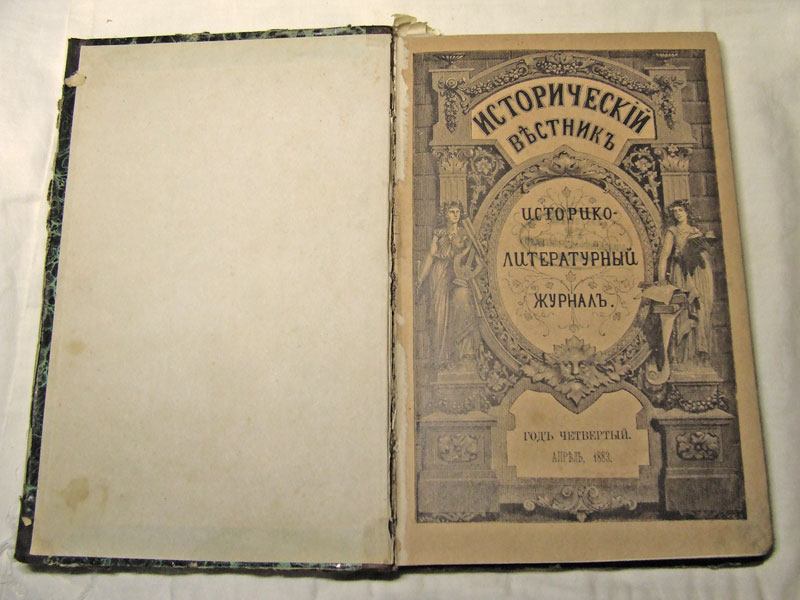 ИСТОРИЧЕСКІЙ
ВѢСТНИКЪ
ИСТОРИКО-
ЛИТЕРАТУРНЫЙ
ЖУРНАЛЪ.
ГОДЪ ЧЕТВЕРТЫЙ.
АПРѢЛЬ, 1883.